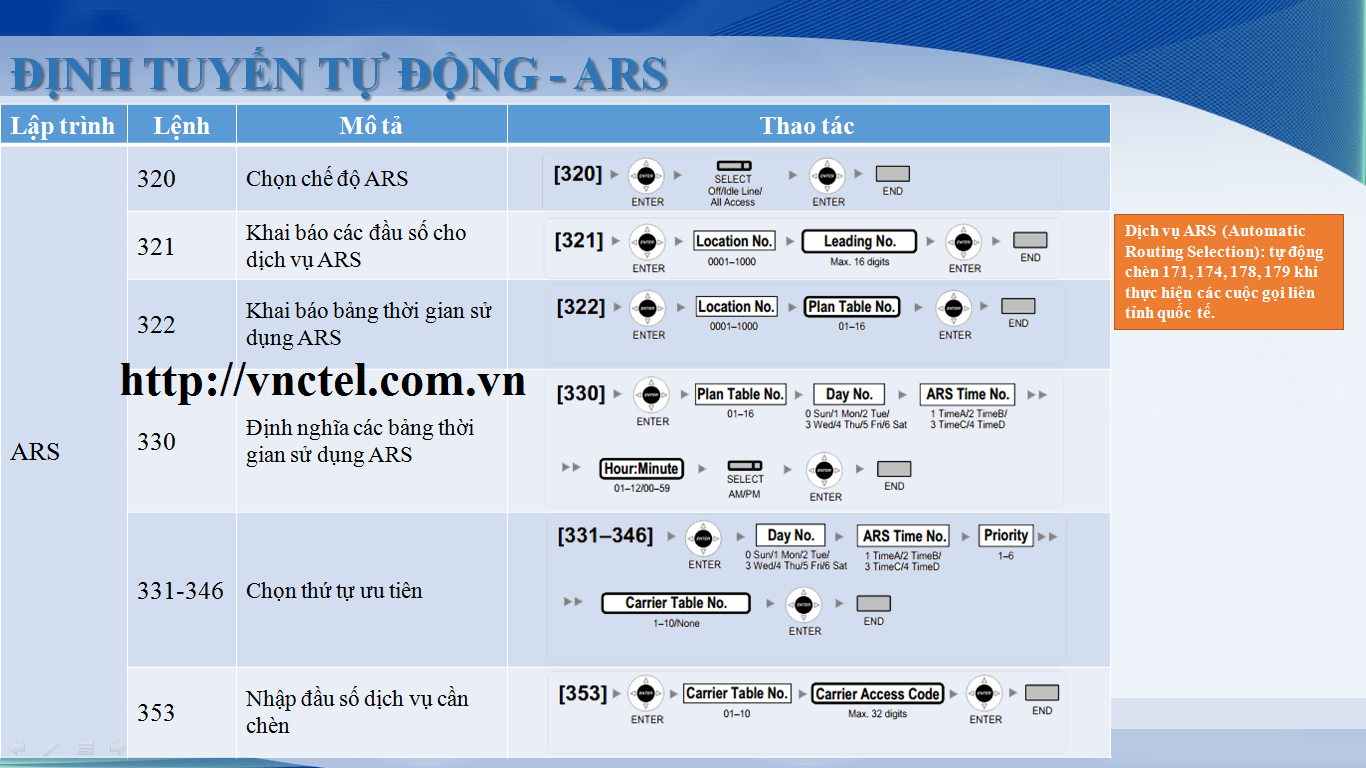 ĐỊNH TUYẾN TỰ ĐỘNG - ARS
Lập trình
Lệnh
Mô tả
Thao tác
ARS
320
Chọn chế độ ARS
[320]
ENTER
SELECT
Off/Idle Line/
All Access
ENTER
END
321
Khai báo các đầu số cho
dịch vụ ARS
[321]
ENTER
Location No.
0001–1000
Leading No.
Max. 16 digits
ENTER
END
322
Khai báo bảng thời gian sử
dụng ARS
[322]
ENTER
Location No.
0001–1000
Plan Table No.
01–16
ENTER
END
http://vnctel.com.vn
330
Định nghĩa các bảng thời
gian sử dụng ARS
[330]
ENTER
Plan Table No.
01–16
Day No.
0 Sun/1 Mon/2 Tue/
3 Wed/4 Thu/5 Fri/6 Sat
ARS Time No.
1 TimeA/2 TimeB/
3 TimeC/4 TimeD
Hour:Minute
01–12/00–59
SELECT
AM/PM
ENTER
END
331-346
Chọn thứ tự ưu tiên
[331–346]
ENTER
Day No.
0 Sun/1 Mon/2 Tue/
3 Wed/4 Thu/5 Fri/6 Sat
ARS Time No.
1 TimeA/2 TimeB/
3 TimeC/4 TimeD
Priority
1–6
Carrier Table No.
1–10/None
ENTER
END
353
Nhập đầu số dịch vụ cần
chèn
[353]
ENTER
Carrier Table No.
01–10
Carrier Access Code
Max. 32 digits
ENTER
END
Dịch vụ ARS (Automatic
Routing Selection): tự động
chèn 171, 174, 178, 179 khi
thực hiện các cuộc gọi liên
tỉnh quốc tế.